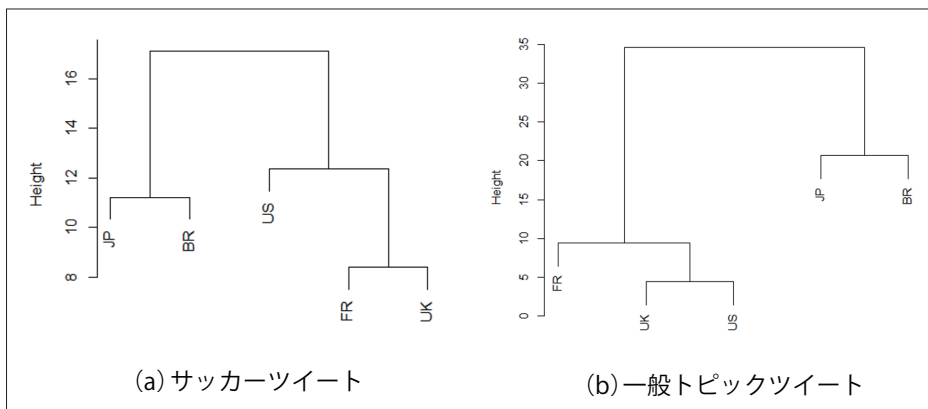 Height
16
14
12
10
8
JP
BR
US
FR
UK
(a)サッカーツイート
35
30
25
20
15
10
5
0
Height
FR
UK
US
JP
BR
(b)一般トピックツイート